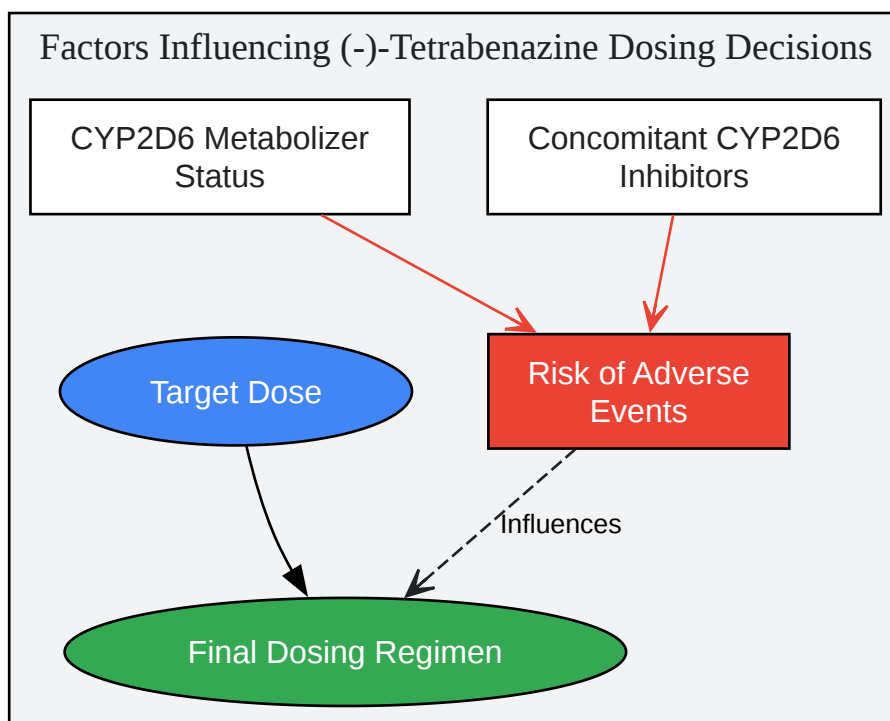 Factors Influencing (-)-Tetrabenazine Dosing Decisions
CYP2D6 Metabolizer
Status
Concomitant CYP2D6
Inhibitors
Target Dose
Risk of Adverse
Events
Influences
Final Dosing Regimen